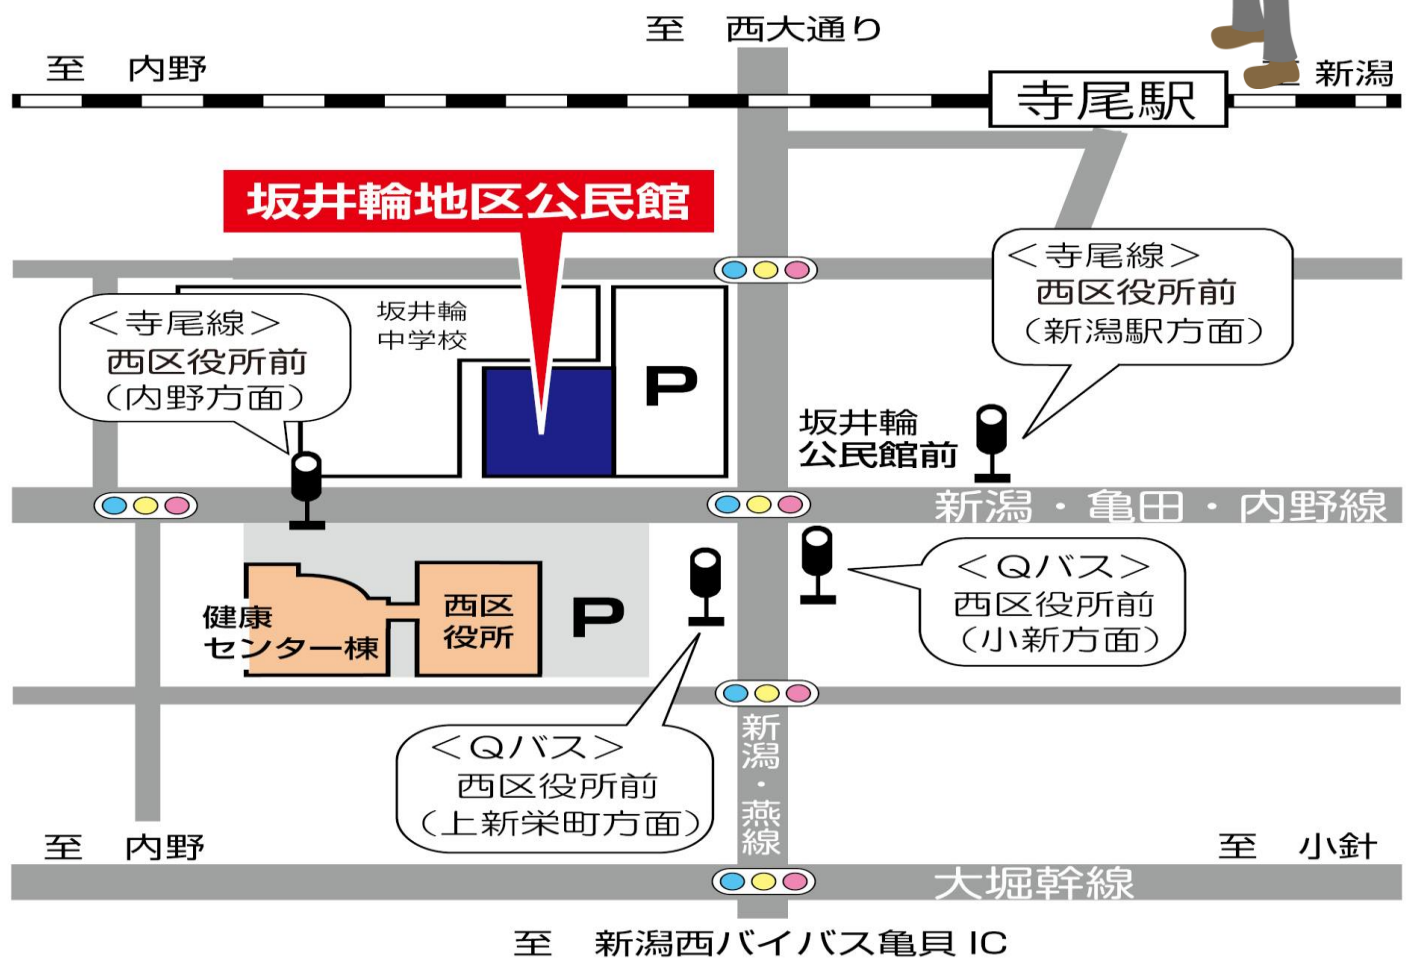 至 西大通り
至 内野
寺尾駅
至 新潟
坂井輪地区公民館
＜寺尾線＞
西区役所前
（新潟駅方面）
坂井輪
中学校
＜寺尾線＞
西区役所前
（内野方面）
P
坂井輪
公民館前
新潟・亀田・内野線
＜Qバス＞
西区役所前
（小新方面）
健康
センター棟
西区
役所
P
＜Qバス＞
西区役所前
（上新栄町方面）
新潟・燕線
至 内野
至 小針
大堀幹線
至 新潟西バイバス亀貝 IC